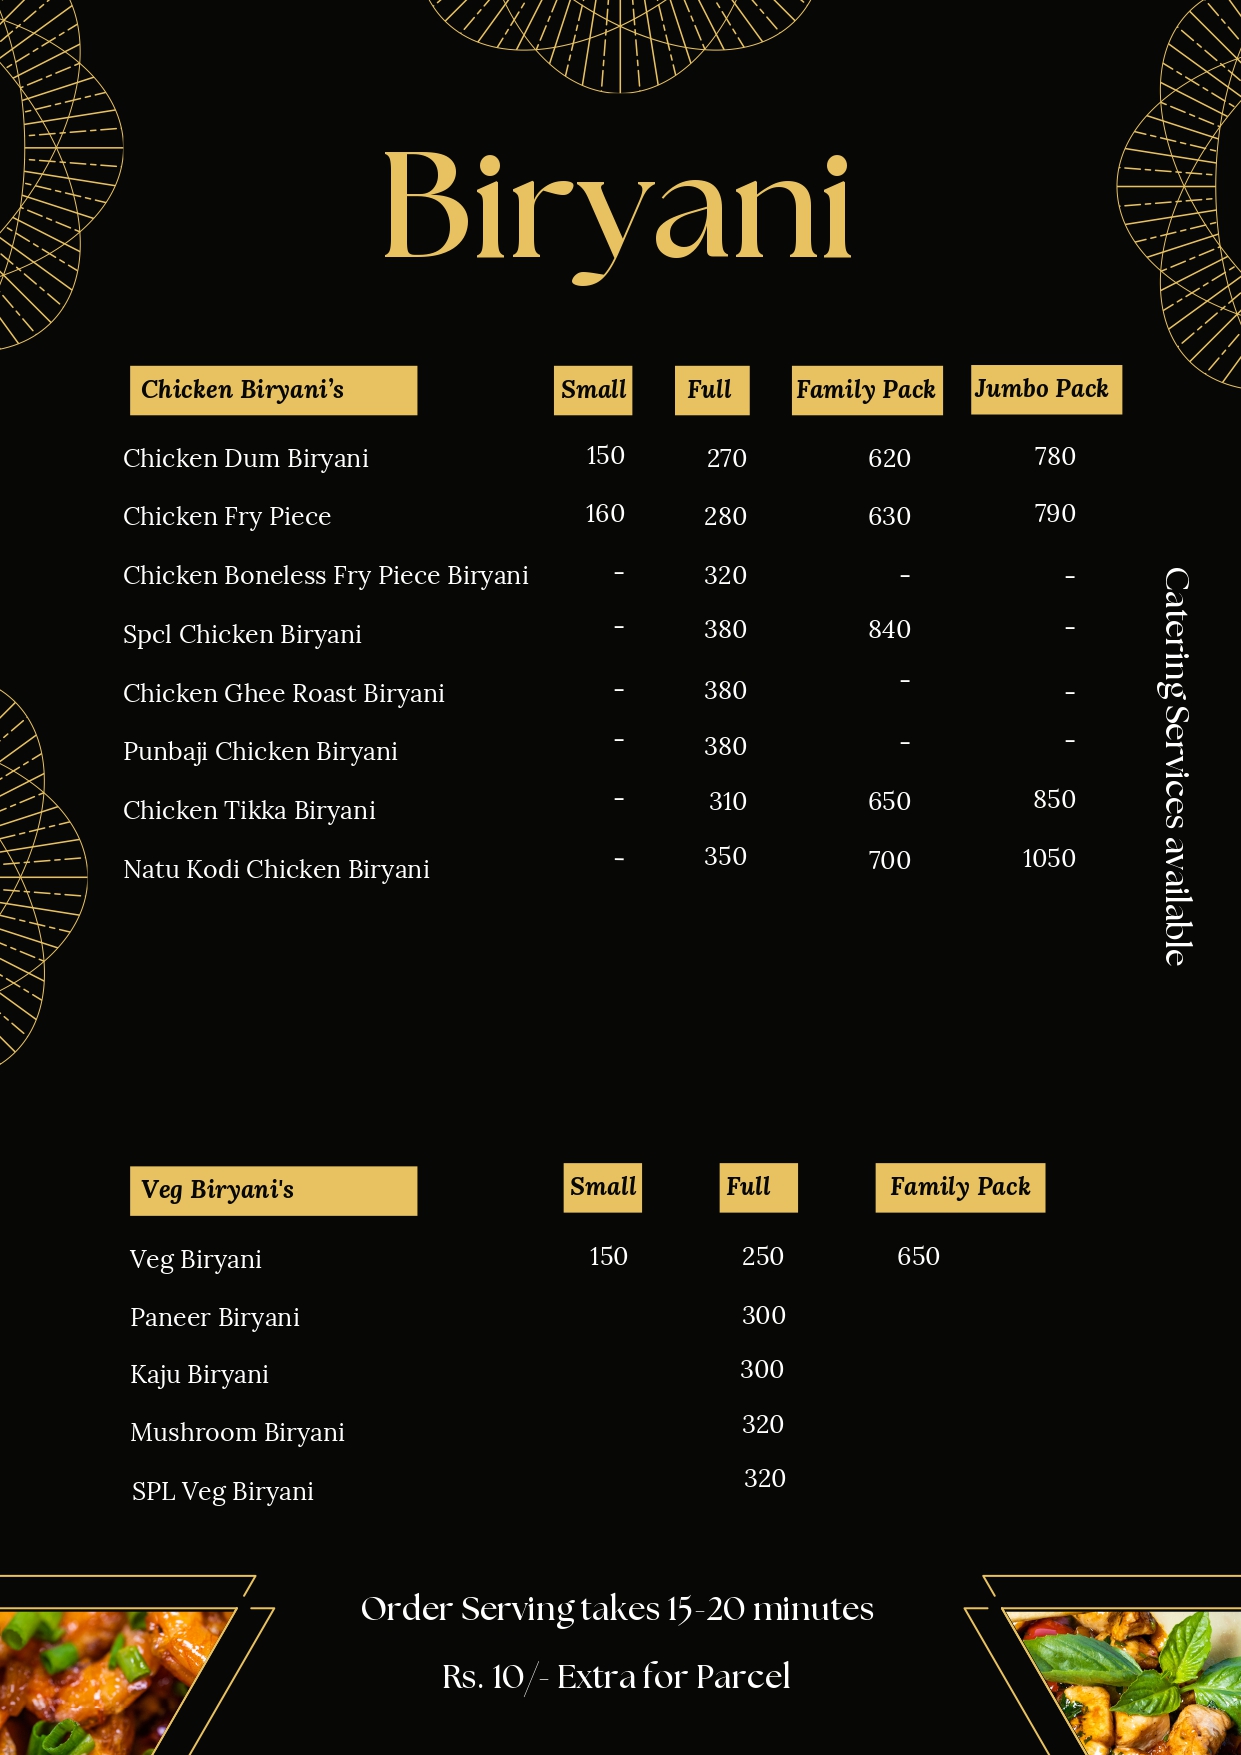 Biryani
Chicken Biryani’s Small Full Family Pack Jumbo Pack
Chicken Dum Biryani 150 270 620 780
Chicken Fry Piece 160 280 630 790
Chicken Boneless Fry Piece Biryani - 320 - -
Spcl Chicken Biryani - 380 840 -
Chicken Ghee Roast Biryani - 380 - -
Punbaji Chicken Biryani - 380 - -
Chicken Tikka Biryani - 310 650 850
Natu Kodi Chicken Biryani - 350 700 1050
Catering Services available
Veg Biryani's Small Full Family Pack
Veg Biryani 150 250 650
Paneer Biryani 300
Kaju Biryani 300
Mushroom Biryani 320
SPL Veg Biryani 320
Order Serving takes 15-20 minutes
Rs. 10/- Extra for Parcel